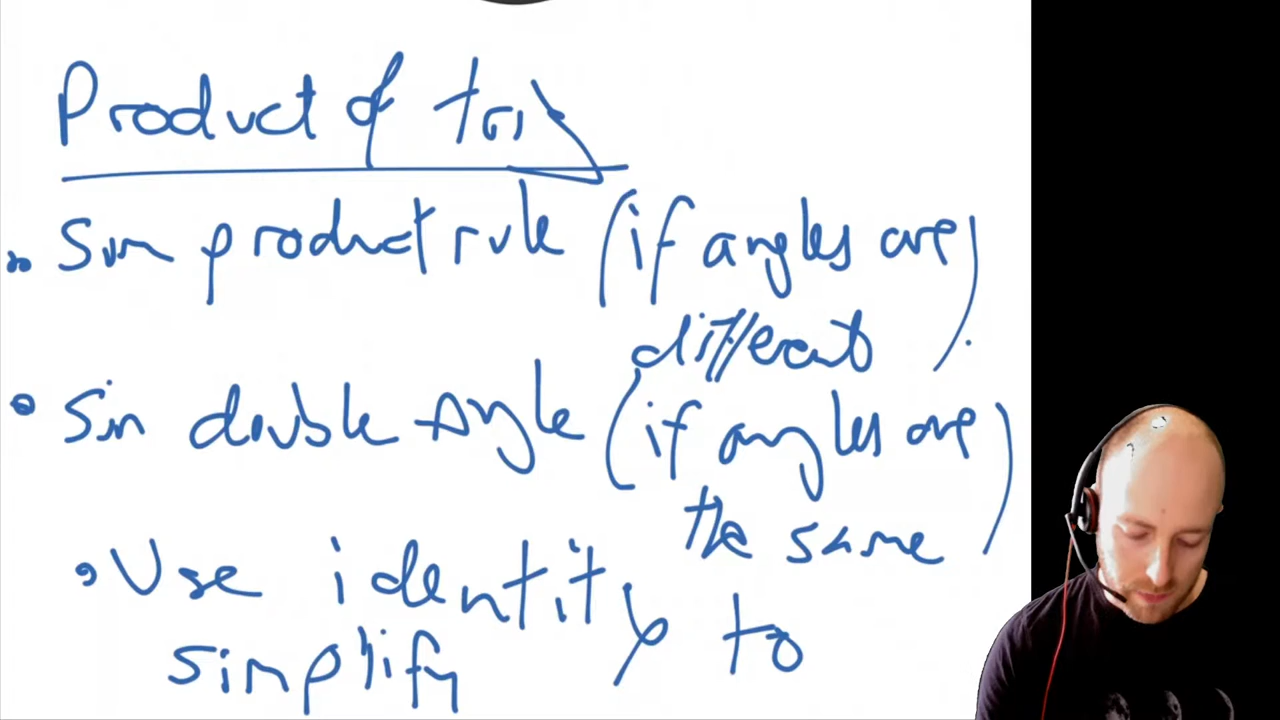 Product of trig
• Sin product rule (if angles are
different)
• Sin double Angle (if angles are
the same)
• Use identity to
simplify